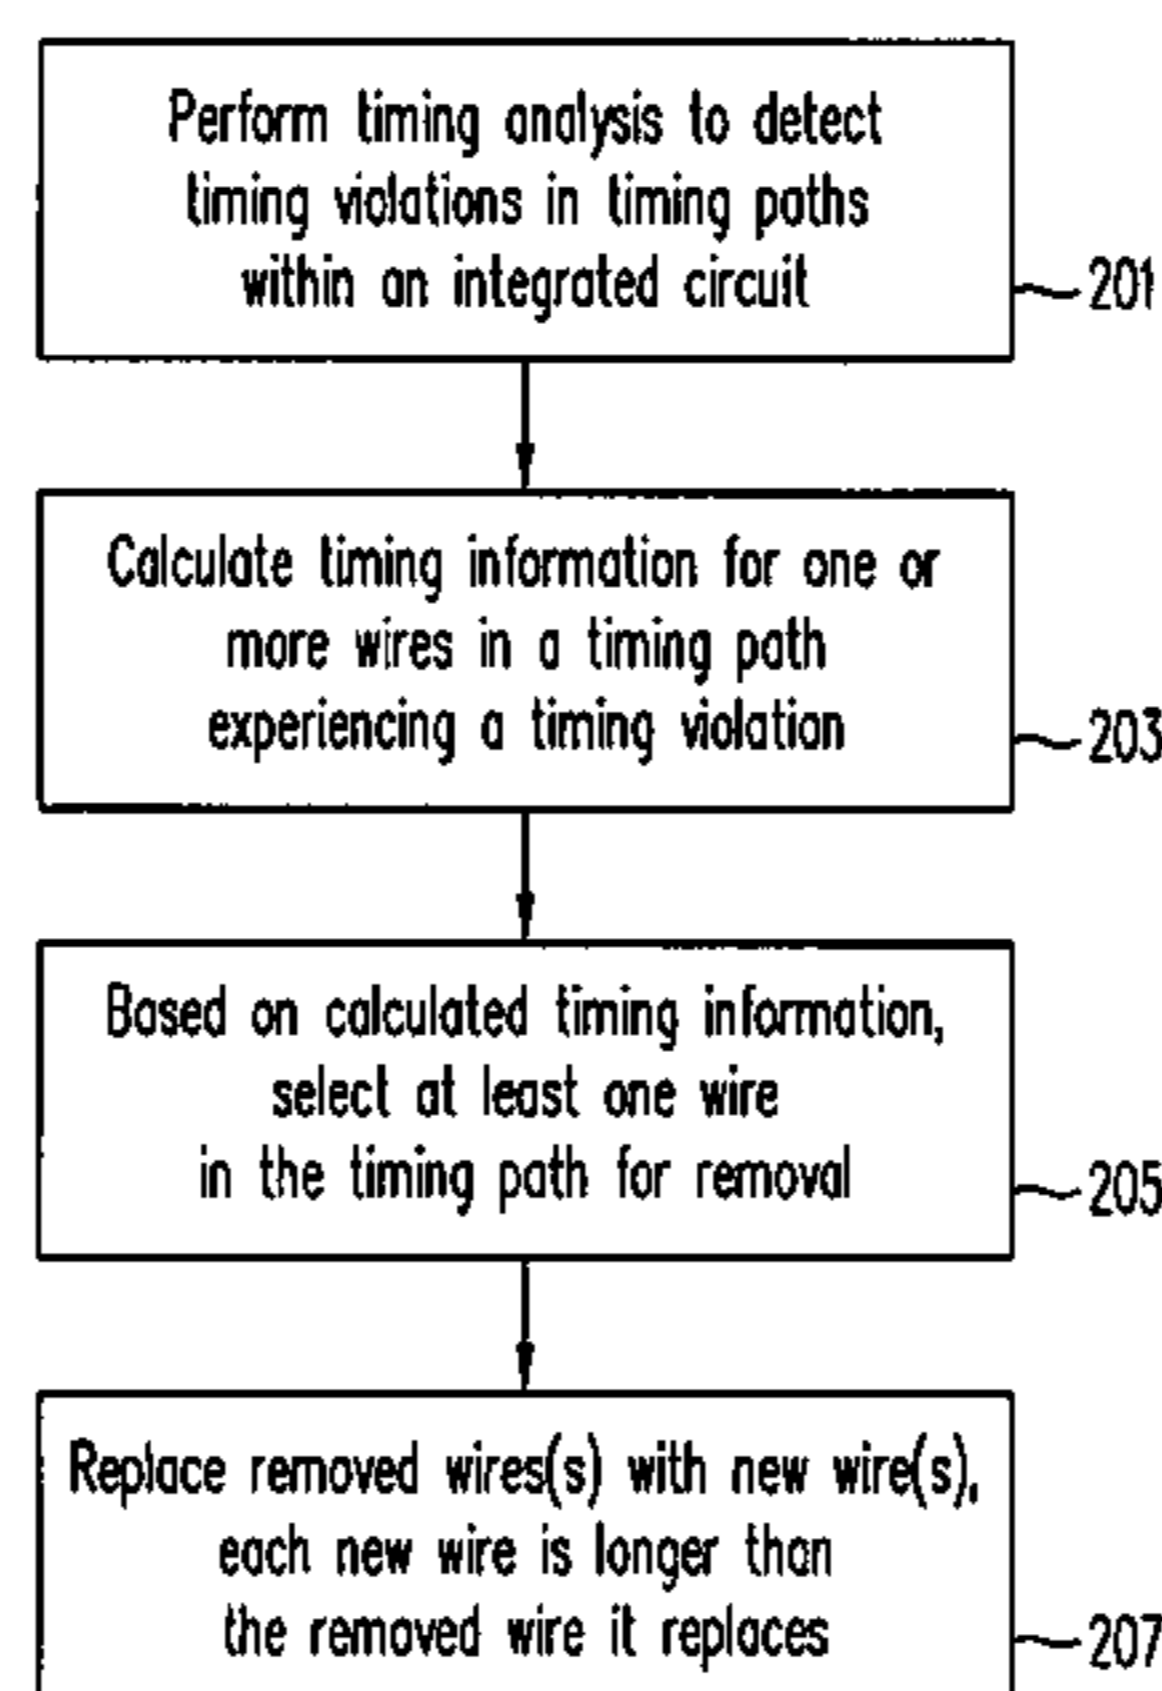 Perform timing analysis to detect
timing violations in timing paths
within an integrated circuit
201
Calculate timing information for one or
more wires in a timing path
experiencing a timing violation
203
Based on calculated timing information,
select at least one wire
in the timing path for removal
205
Replace removed wires(s) with new wire(s),
each new wire is longer than
the removed wire it replaces
207